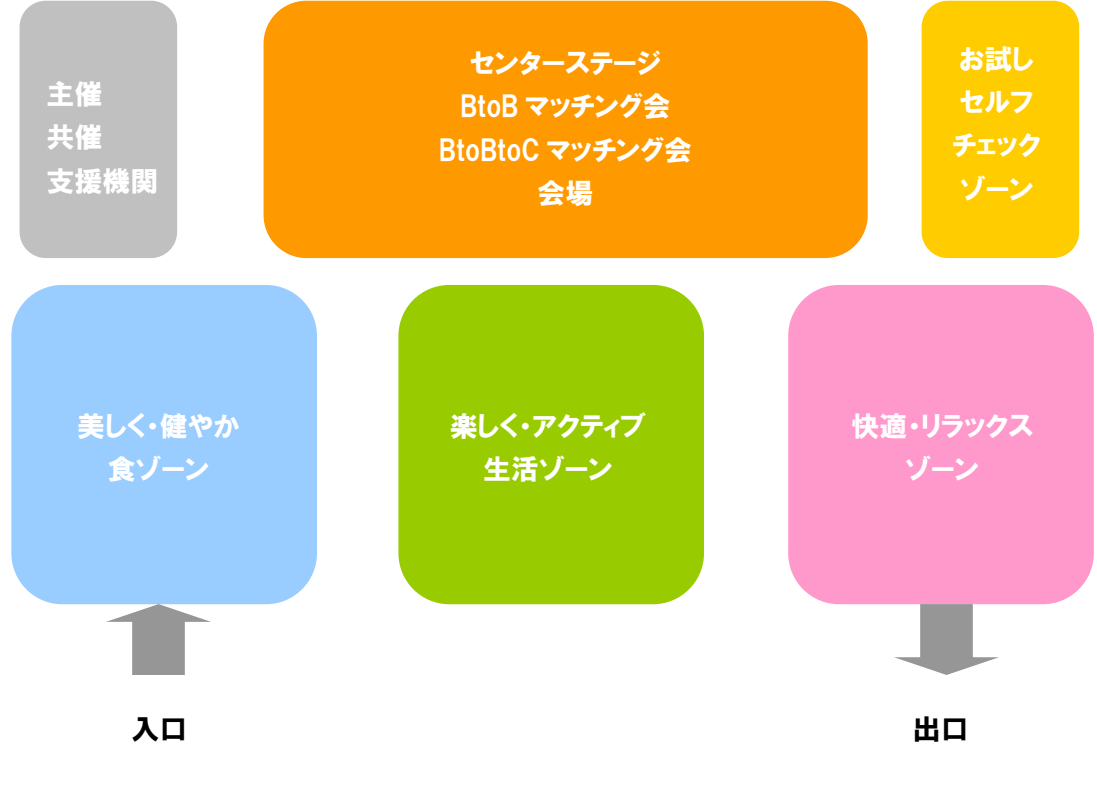 主催
共催
支援機関
センターステージ
BtoB マッチング会
BtoBtoC マッチング会
会場
お試し
セルフ
チェック
ゾーン
美しく・健やか
食ゾーン
楽しく・アクティブ
生活ゾーン
快適・リラックス
ゾーン
入口
出口